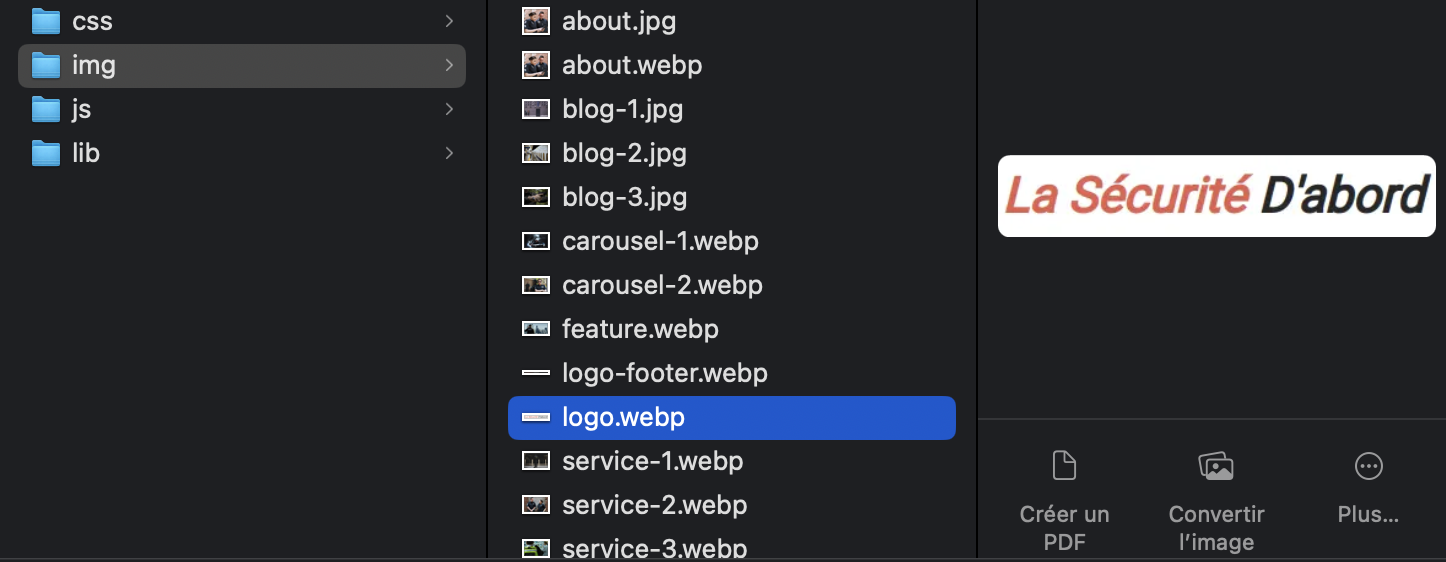 css
img
js
lib
about.jpg
about.webp
blog-1.jpg
blog-2.jpg
blog-3.jpg
carousel-1.webp
carousel-2.webp
feature.webp
logo-footer.webp
logo.webp
service-1.webp
service-2.webp
service-3.webp
La Sécurité D'abord
Créer un
PDF
Convertir
l’image
Plus...